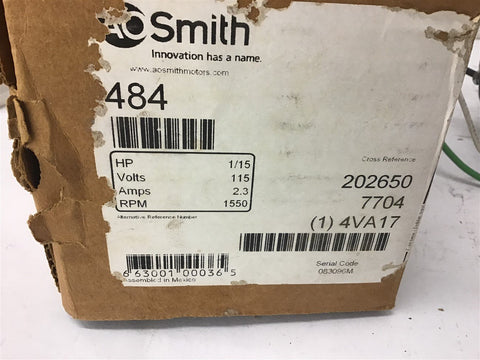 AO Smith
Innovation has a name.
www.aosmithmotors.com
484
HP 1/15
Volts 115
Amps 2.3
RPM 1550
Cross Reference
202650
7704
(1) 4VA17
Alternative Reference Number
6 63001 00036 5
Assembled in Mexico
Serial Code
083096M